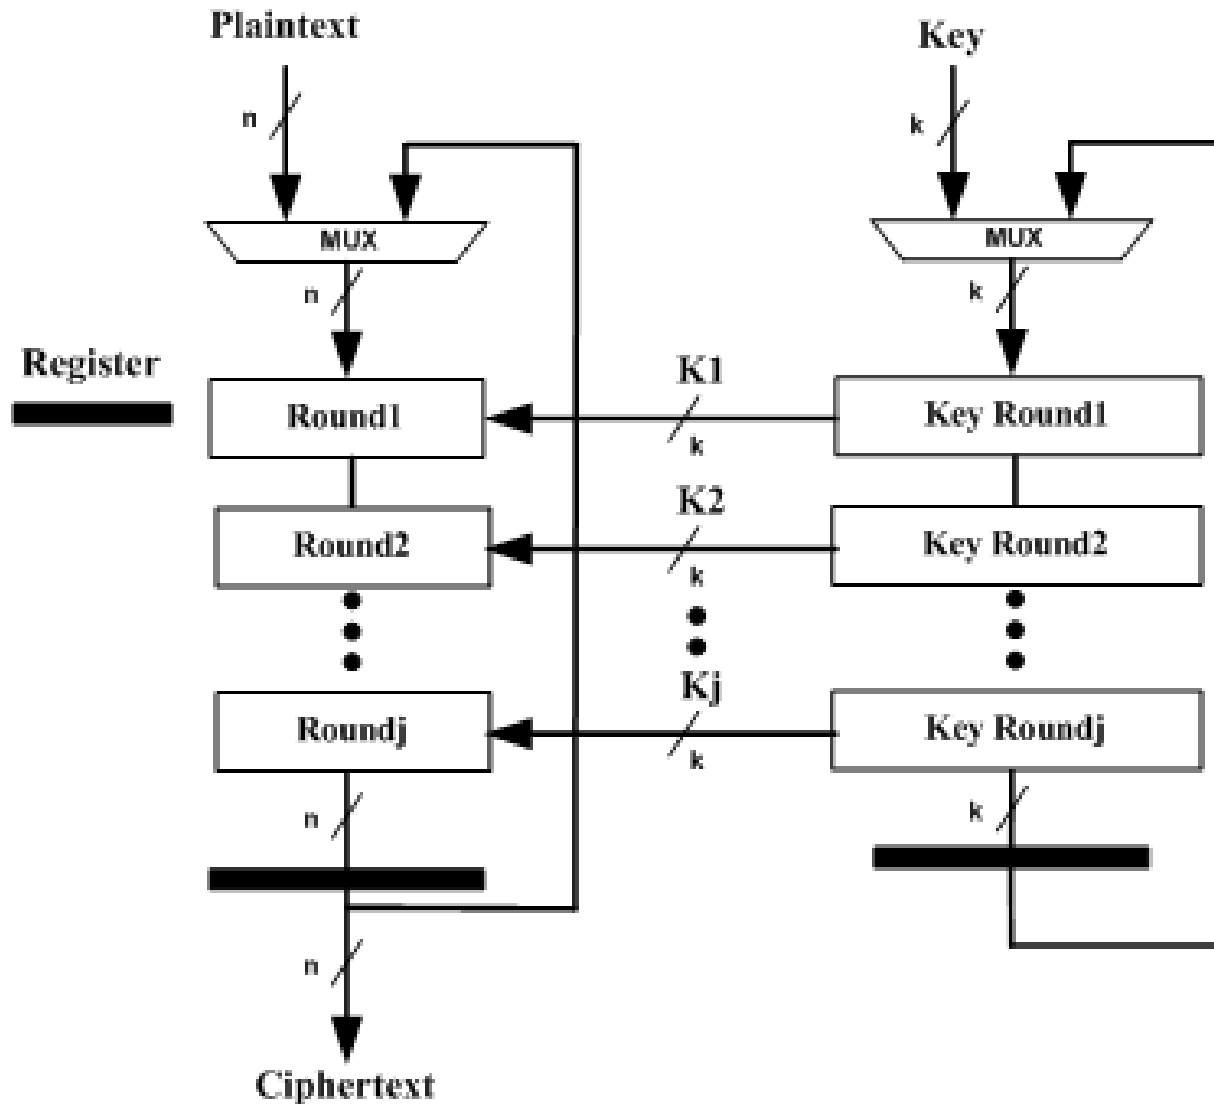 Plaintext
Key
n
k
MUX
MUX
n
k
Register
K1
Round1
Key Round1
k
K2
Round2
Key Round2
k
Kj
Roundj
Key Roundj
k
n
k
n
Ciphertext